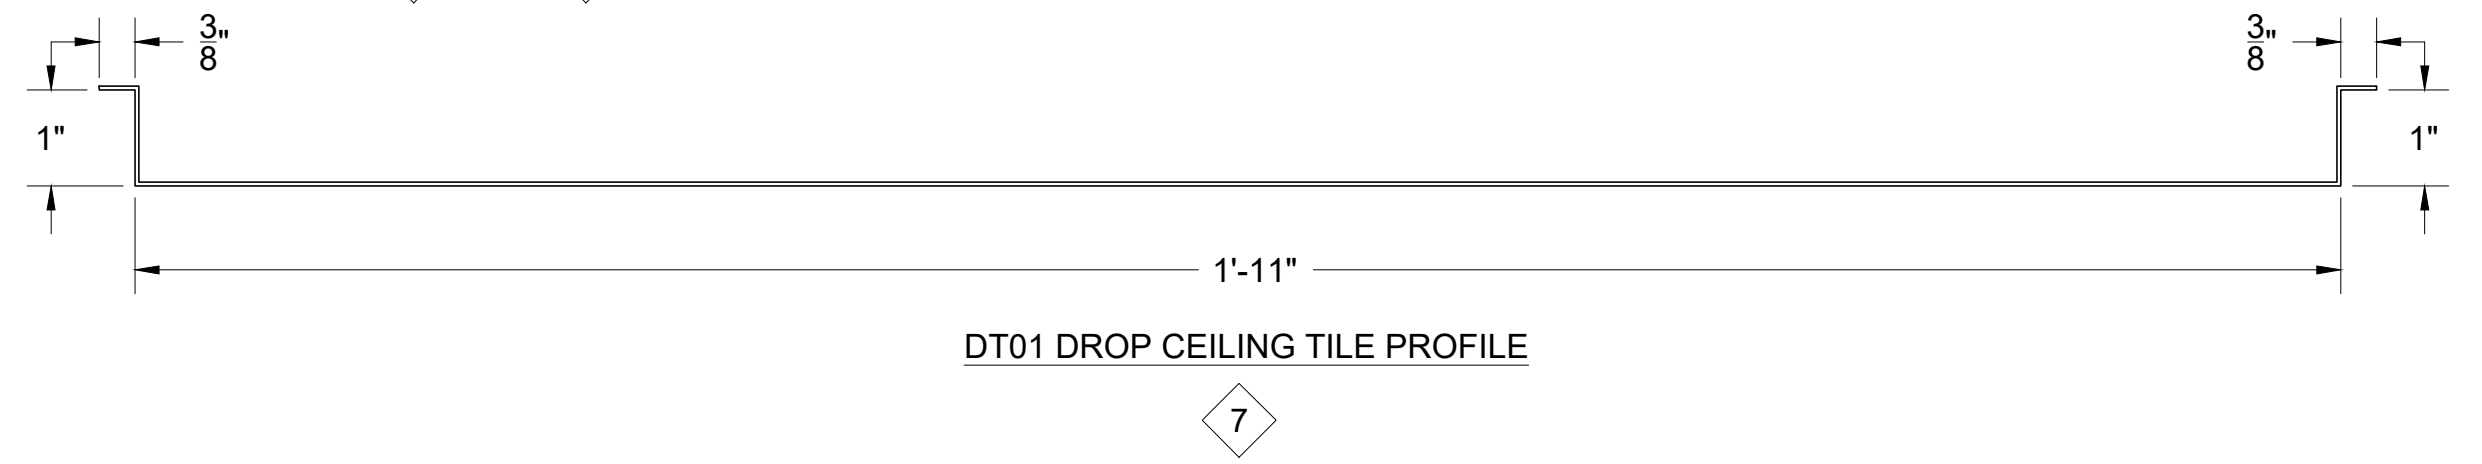 3/8" 3/8"
1" 1"
1'-11"
DT01 DROP CEILING TILE PROFILE
7